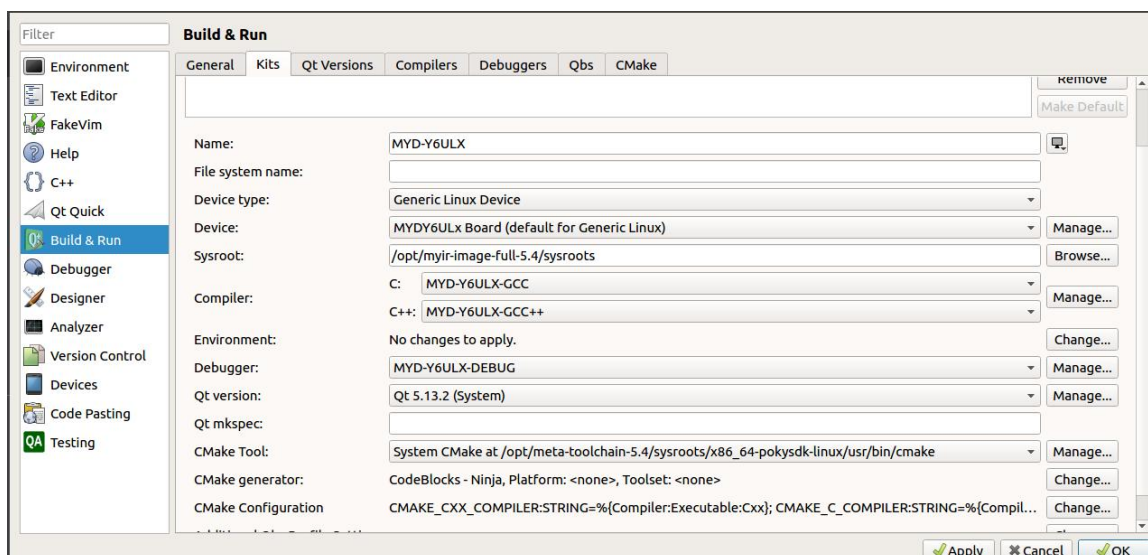 Filter
Build & Run
Environment
Text Editor
FakeVim
Help
C++
Qt Quick
Build & Run
Debugger
Designer
Analyzer
Version Control
Devices
Code Pasting
QA Testing
General Kits Qt Versions Compilers Debuggers Qbs CMake
Remove
Make Default
Name: MYD-Y6ULX
File system name:
Device type: Generic Linux Device
Device: MYDY6ULx Board (default for Generic Linux) Manage...
Sysroot: /opt/myir-image-full-5.4/sysroots Browse...
Compiler: C: MYD-Y6ULX-GCC Manage...
C++: MYD-Y6ULX-GCC++
Environment: No changes to apply. Change...
Debugger: MYD-Y6ULX-DEBUG Manage...
Qt version: Qt 5.13.2 (System) Manage...
Qt mkspec:
CMake Tool: System CMake at /opt/meta-toolchain-5.4/sysroots/x86_64-pokysdk-linux/usr/bin/cmake Manage...
CMake generator: CodeBlocks - Ninja, Platform: <none>, Toolset: <none> Change...
CMake Configuration CMAKE_CXX_COMPILER:STRING=%{Compiler:Executable:Cxx}; CMAKE_C_COMPILER:STRING=%{Compil... Change...
Apply Cancel OK